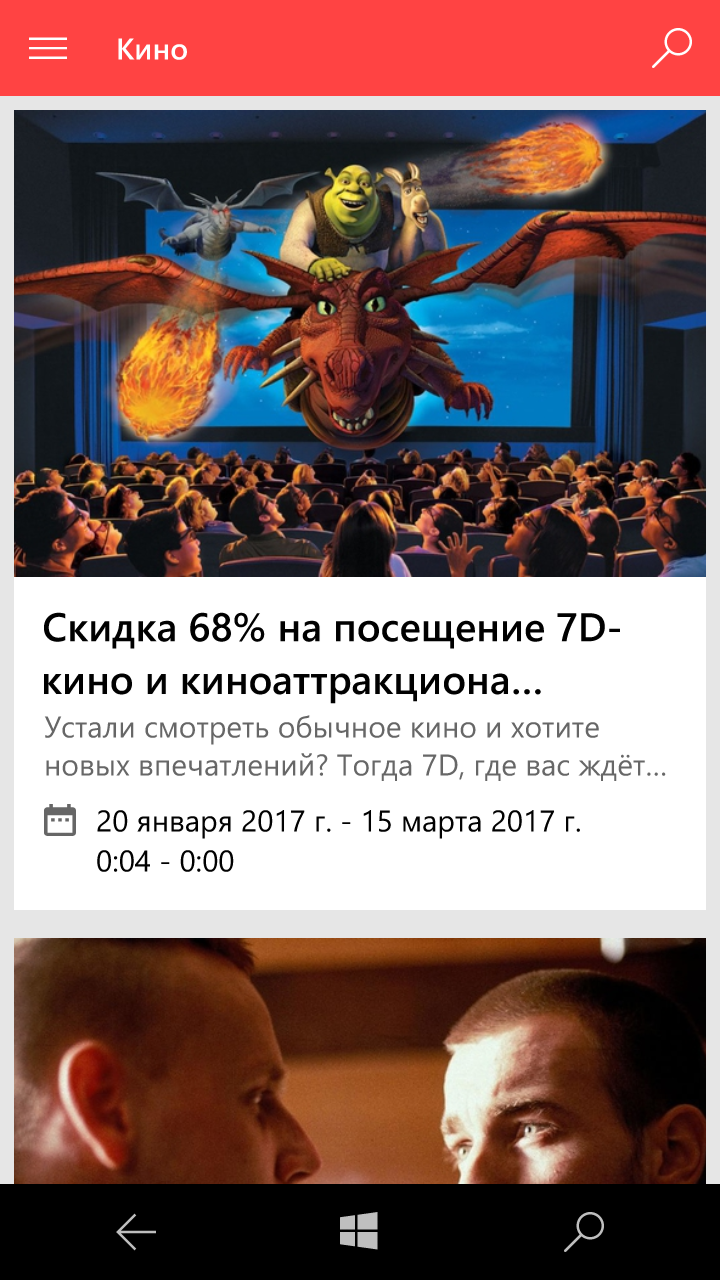 Кино
Скидка 68% на посещение 7D-
кино и киноаттракциона...
Устали смотреть обычное кино и хотите
новых впечатлений? Тогда 7D, где вас ждёт...
20 января 2017 г. - 15 марта 2017 г.
0:04 - 0:00